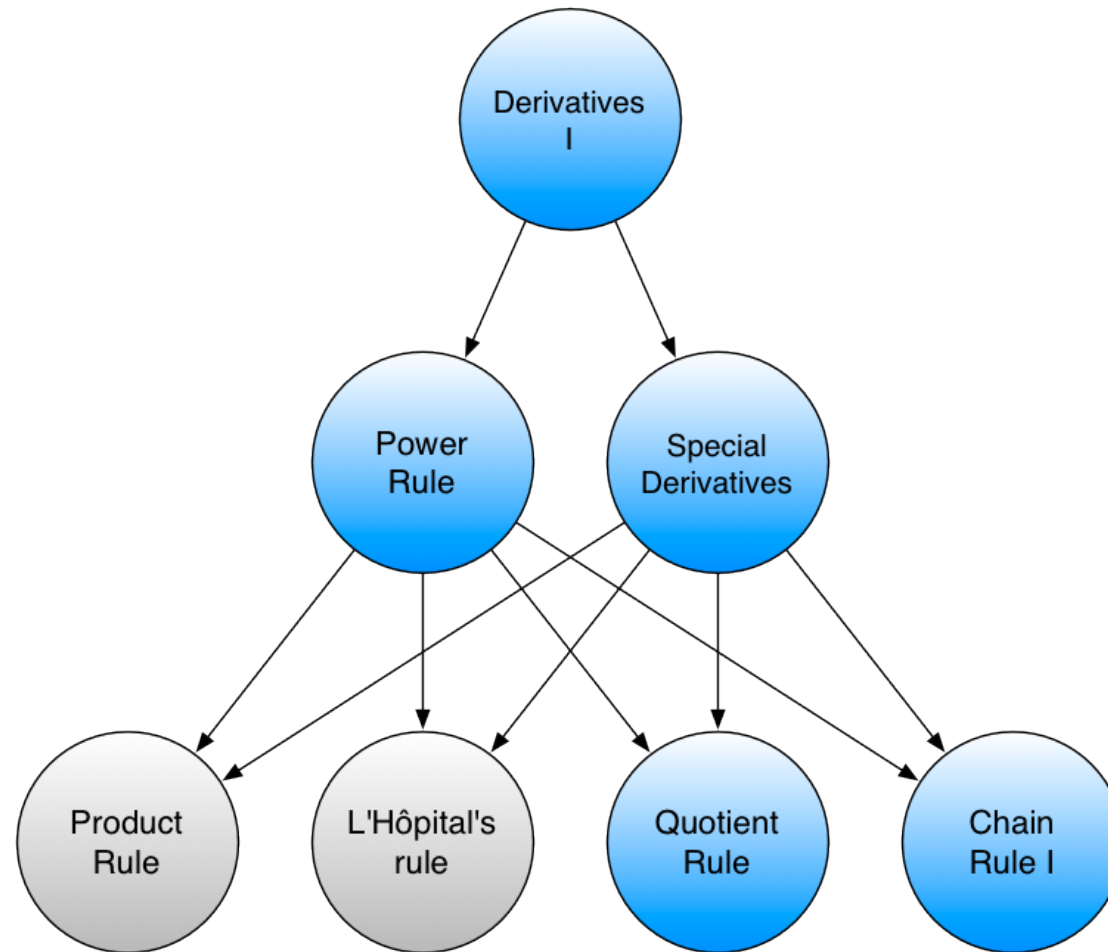 Derivatives
I
Power
Rule
Special
Derivatives
Product
Rule
L'Hôpital's
rule
Quotient
Rule
Chain
Rule I